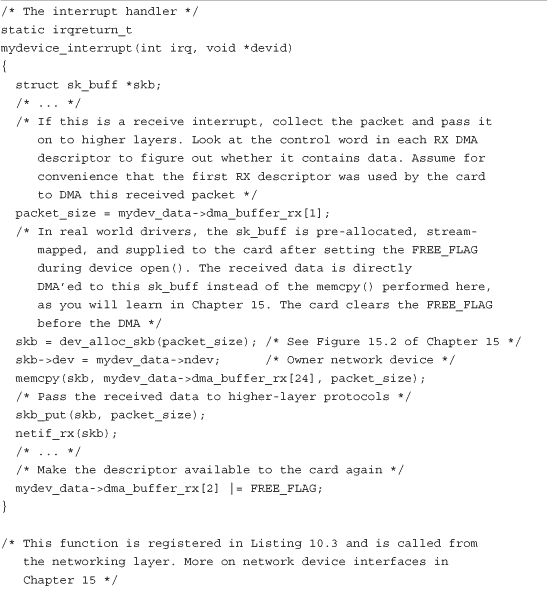 /* The interrupt handler */
static irqreturn_t
mydevice_interrupt(int irq, void *devid)
{
struct sk_buff *skb;
/* ... */
/* If this is a receive interrupt, collect the packet and pass it
on to higher layers. Look at the control word in each RX DMA
descriptor to figure out whether it contains data. Assume for
convenience that the first RX descriptor was used by the card
to DMA this received packet */
packet_size = mydev_data->dma_buffer_rx[1];
/* In real world drivers, the sk_buff is pre-allocated, stream-
mapped, and supplied to the card after setting the FREE_FLAG
during device open(). The received data is directly
DMA'ed to this sk_buff instead of the memcpy() performed here,
as you will learn in Chapter 15. The card clears the FREE_FLAG
before the DMA */
skb = dev_alloc_skb(packet_size); /* See Figure 15.2 of Chapter 15 */
skb->dev = mydev_data->ndev; /* Owner network device */
memcpy(skb, mydev_data->dma_buffer_rx[24], packet_size);
/* Pass the received data to higher-layer protocols */
skb_put(skb, packet_size);
netif_rx(skb);
/* ... */
/* Make the descriptor available to the card again */
mydev_data->dma_buffer_rx[2] |= FREE_FLAG;
}
/* This function is registered in Listing 10.3 and is called from
the networking layer. More on network device interfaces in
Chapter 15 */